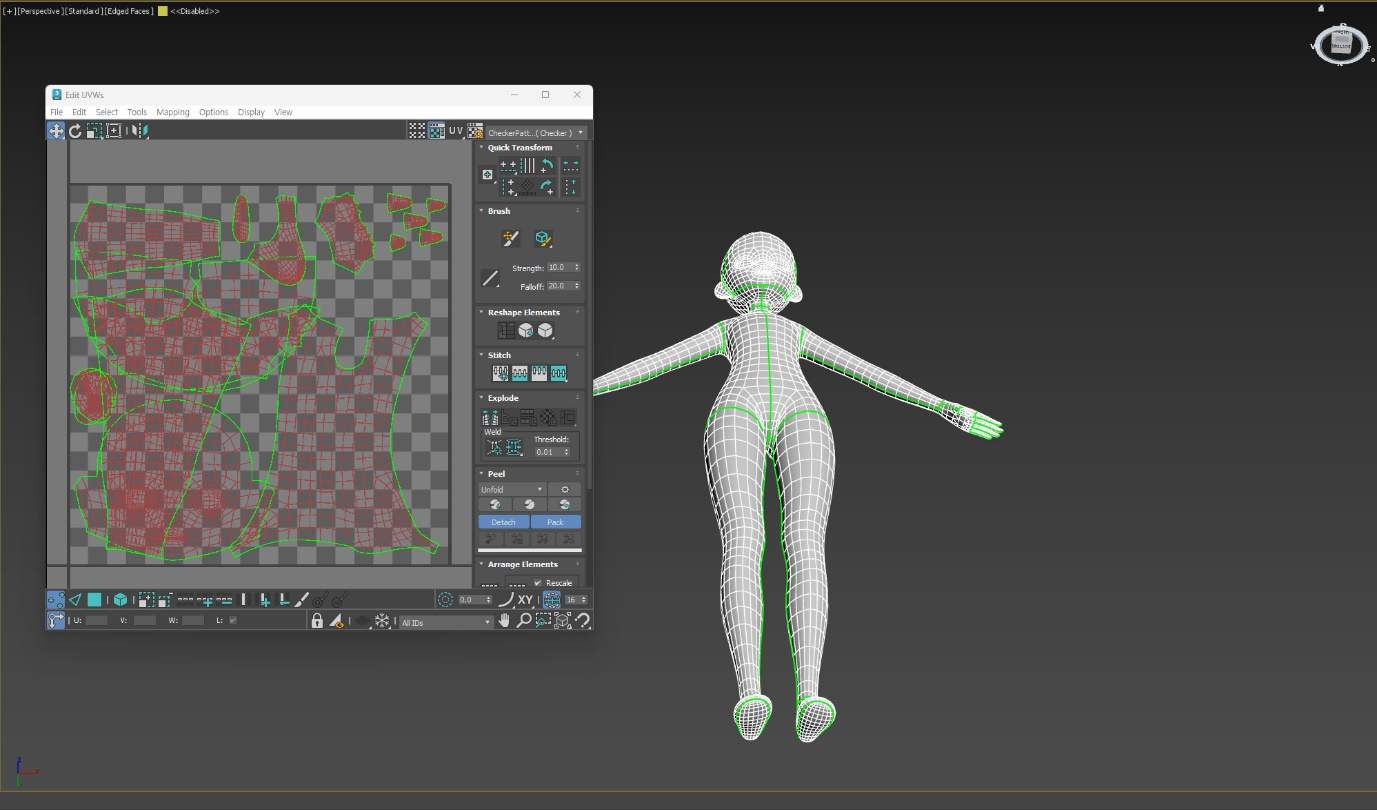 [+][Perspective][Standard][Edged Faces] <<Disabled>>
Edit UVWs
File Edit Select Tools Mapping Options Display View
UV CheckerPatt...( Checker )
Quick Transform
Brush
Strength: 10.0
Falloff: 20.0
Reshape Elements
Stitch
Explode
Weld
Threshold:
0.01
Peel
Unfold
Detach Pack
Arrange Elements
Rescale
0.0 XY 16
U: V: W: L: All IDs